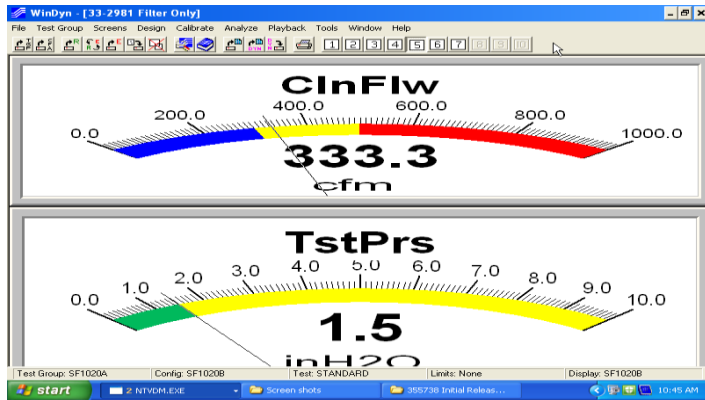 WinDyn - [33-2981 Filter Only]
File Test Group Screens Design Calibrate Analyze Playback Tools Window Help
1 2 3 4 5 6 7 8 9 10
ClnFlw
0.0 200.0 400.0 600.0 800.0 1000.0
333.3
cfm
TstPrs
0.0 1.0 2.0 3.0 4.0 5.0 6.0 7.0 8.0 9.0 10.0
1.5
inH2O
Test Group: SF1020A Config: SF1020B Test: STANDARD Limits: None Display: SF1020B
start 2 NTVDM.EXE Screen shots 355738 Initial Releas... 10:45 AM